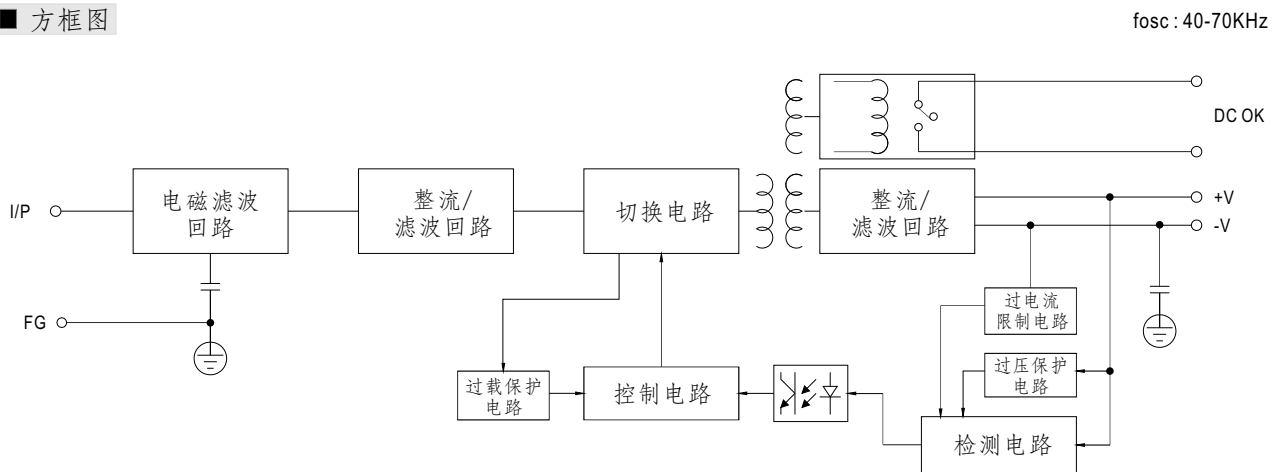 ■ 方框图
fosc : 40-70KHz
DC OK
I/P
电磁滤波
回路
整流/
滤波回路
切换电路
整流/
滤波回路
+V
-V
FG
过电流
限制电路
过载保护
电路
控制电路
过压保护
电路
检测电路